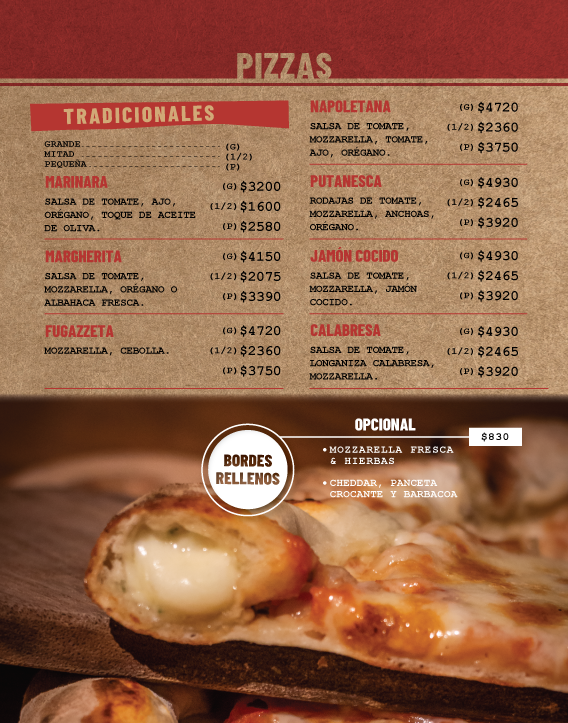 PIZZAS
TRADICIONALES
GRANDE (G)
MITAD (1/2)
PEQUEÑA (P)
MARINARA (G) $3200
SALSA DE TOMATE, AJO, (1/2) $1600
ORÉGANO, TOQUE DE ACEITE
DE OLIVA. (P) $2580
MARGHERITA (G) $4150
SALSA DE TOMATE, (1/2) $2075
MOZZARELLA, ORÉGANO O
ALBAHACA FRESCA. (P) $3390
FUGAZZETA (G) $4720
MOZZARELLA, CEBOLLA. (1/2) $2360
(P) $3750
NAPOLETANA (G) $4720
SALSA DE TOMATE, (1/2) $2360
MOZZARELLA, TOMATE,
AJO, ORÉGANO. (P) $3750
PUTANESCA (G) $4930
RODAJAS DE TOMATE, (1/2) $2465
MOZZARELLA, ANCHOAS,
OREGANO. (P) $3920
JAMÓN COCIDO (G) $4930
SALSA DE TOMATE, (1/2) $2465
MOZZARELLA, JAMÓN
COCIDO. (P) $3920
CALABRESA (G) $4930
SALSA DE TOMATE, (1/2) $2465
LONGANIZA CALABRESA,
MOZZARELLA. (P) $3920
BORDES
RELLENOS
OPCIONAL
$830
•MOZZARELLA FRESCA
& HIERBAS
•CHEDDAR, PANCETA
CROCANTE Y BARBACOA